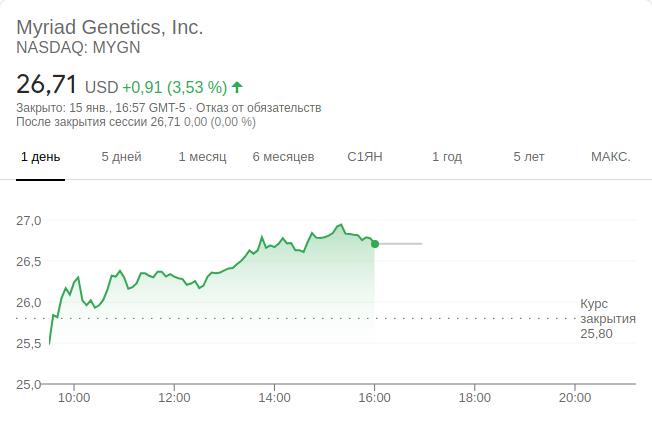 Myriad Genetics, Inc.
NASDAQ: MYGN
26,71 USD +0,91 (3,53 %)
Закрыто: 15 янв., 16:57 GMT-5 · Отказ от обязательств
После закрытия сессии 26,71 0,00 (0,00 %)
1 день 5 дней 1 месяц 6 месяцев С1ЯН 1 год 5 лет МАКС.
27,0
26,5
26,0
25,5
25,0
Курс
закрытия
25,80
10:00 12:00 14:00 16:00 18:00 20:00